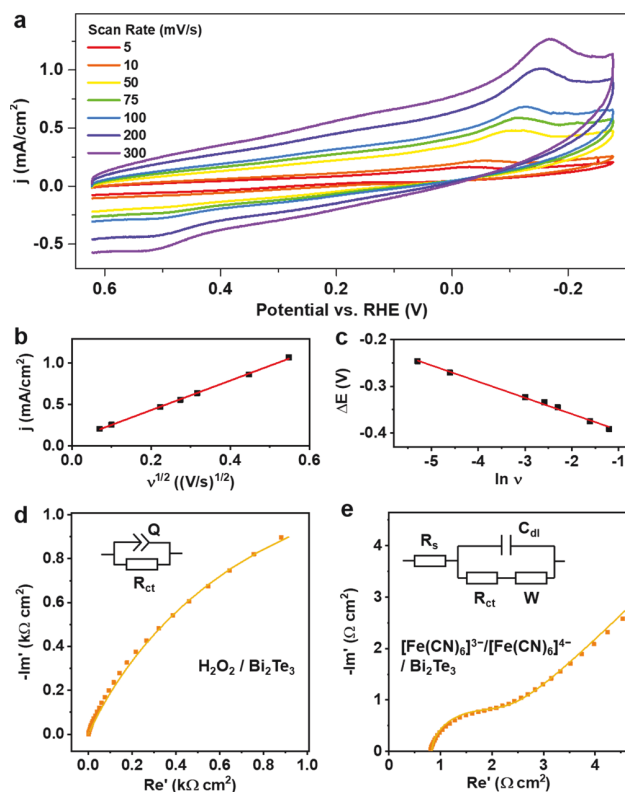 a
Scan Rate (mV/s)
5
10
50
75
100
200
300
j (mA/cm²)
1.0
0.5
0.0
-0.5
0.6 0.4 0.2 0.0 -0.2
Potential vs. RHE (V)
b
j (mA/cm²)
1.0
0.5
0.0
0.0 0.2 0.4 0.6
ν¹ᐟ² ((V/s)¹ᐟ²)
c
ΔE (V)
-0.2
-0.3
-0.4
-5 -4 -3 -2 -1
ln ν
d
-Im' (kΩ cm²)
1.0
0.8
0.6
0.4
0.2
0.0
Q
R_ct
H₂O₂ / Bi₂Te₃
0.0 0.2 0.4 0.6 0.8 1.0
Re' (kΩ cm²)
e
-Im' (Ω cm²)
4
3
2
1
0
R_s
C_dl
R_ct W
[Fe(CN)₆]³⁻/[Fe(CN)₆]⁴⁻
/ Bi₂Te₃
0 1 2 3 4
Re' (Ω cm²)